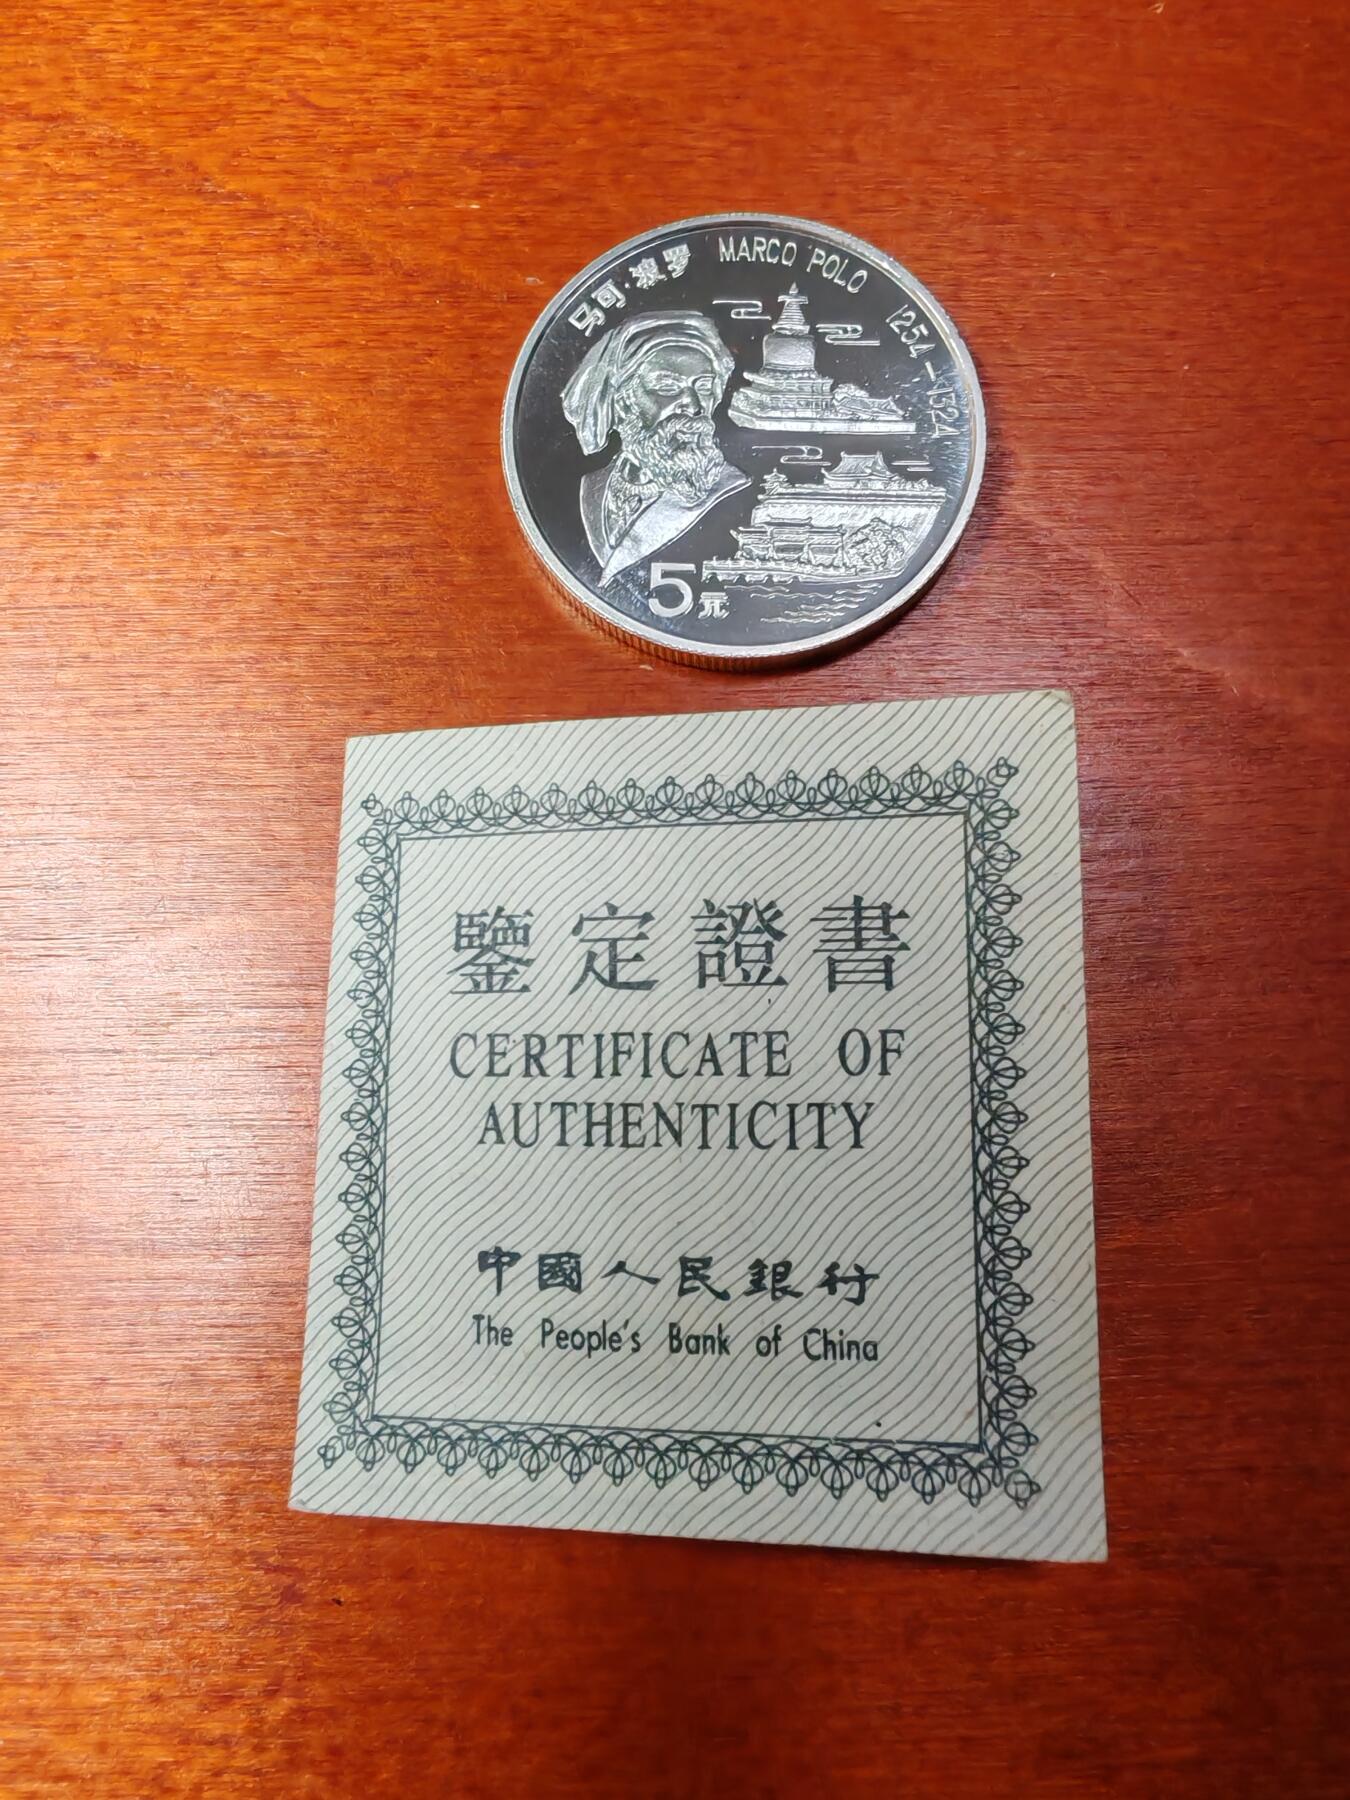 马可·波罗 MARCO POLO 1254-1324
5元
鑒定證書
CERTIFICATE OF
AUTHENTICITY
中國人民銀行
The People's Bank of China